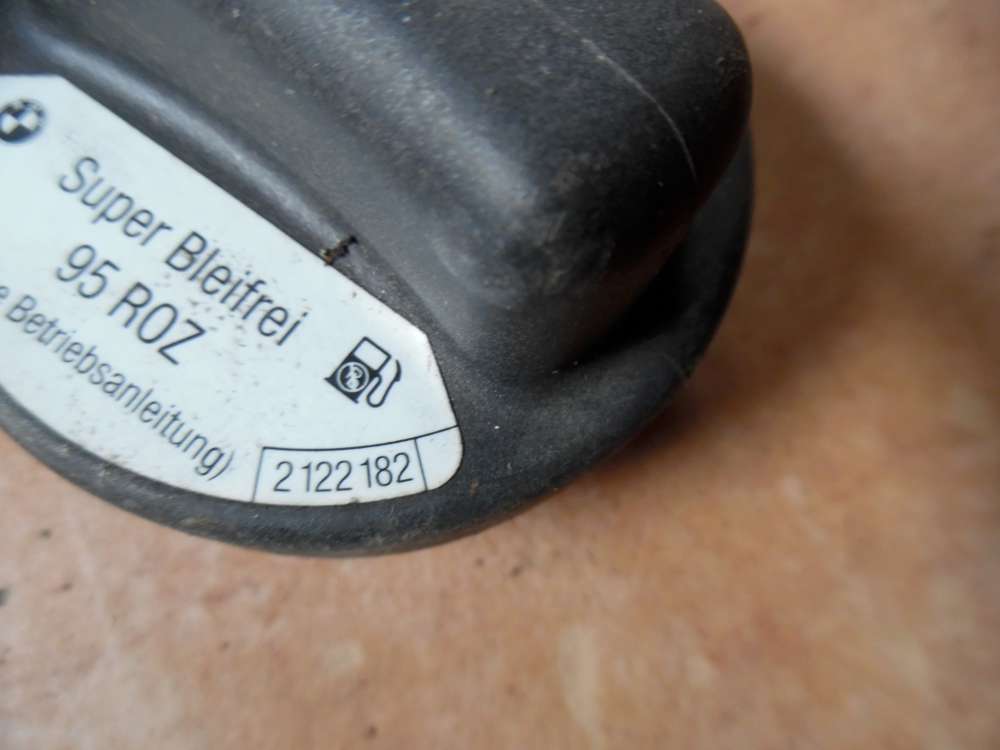 Super Bleifrei
95 ROZ
Betriebsanleitung)
2 122 182